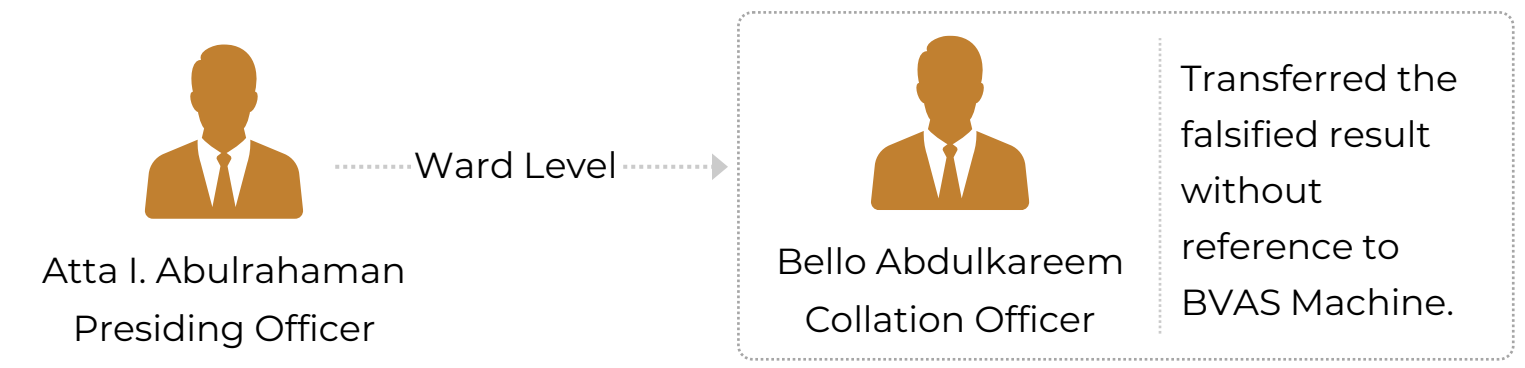 Atta I. Abulrahaman
Presiding Officer
Ward Level
Bello Abdulkareem
Collation Officer
Transferred the
falsified result
without
reference to
BVAS Machine.